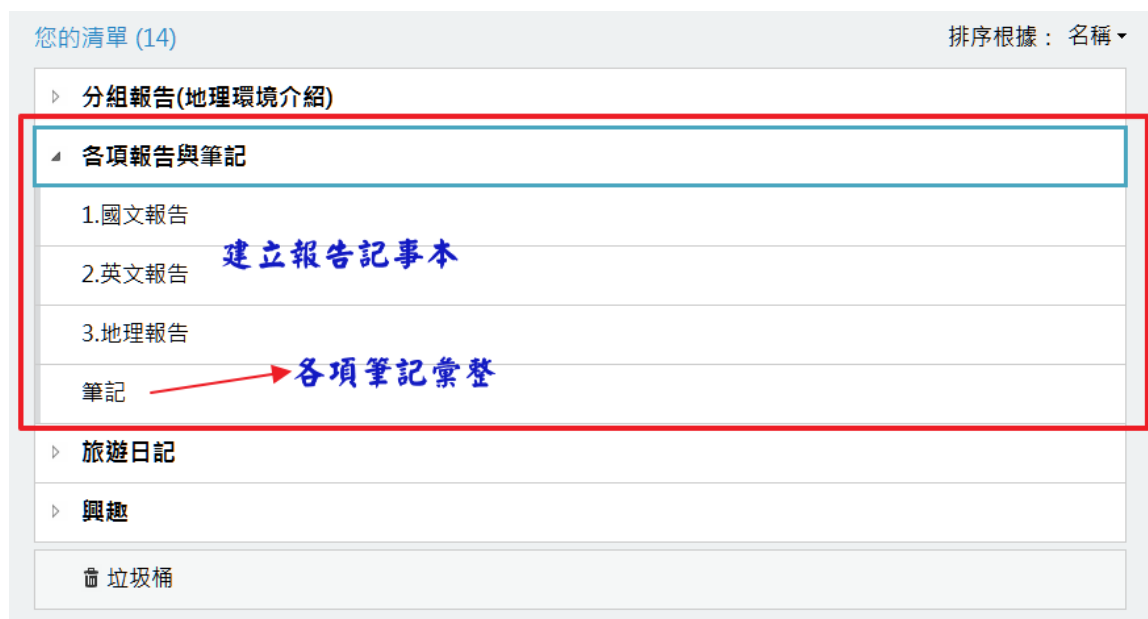 您的清單 (14)
排序根據： 名稱
分組報告(地理環境介紹)
各項報告與筆記
1.國文報告
建立報告記事本
2.英文報告
3.地理報告
各項筆記彙整
筆記
旅遊日記
興趣
垃圾桶